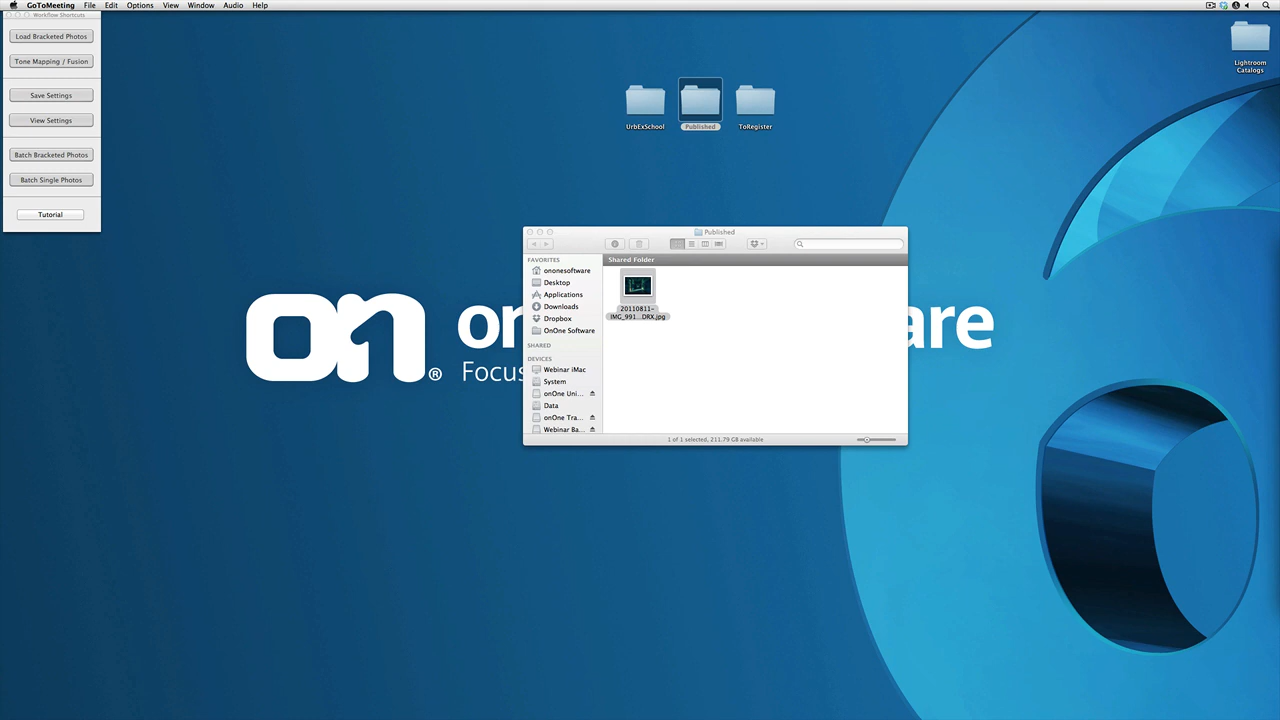 GoToMeeting File Edit Options View Window Audio Help
Workflow Shortcuts
Load Bracketed Photos
Tone Mapping / Fusion
Save Settings
View Settings
Batch Bracketed Photos
Batch Single Photos
Tutorial
Lightroom
Catalogs
UrbExSchool
Published
ToRegister
on®
on
are
Focus
Published
FAVORITES
ononesoftware
Desktop
Applications
Downloads
Dropbox
OnOne Software
SHARED
DEVICES
Webinar iMac
System
onOne Uni...
Data
onOne Tra...
Webinar Ba...
Shared Folder
20110811-
IMG_991...DRX.jpg
1 of 1 selected, 211.79 GB available